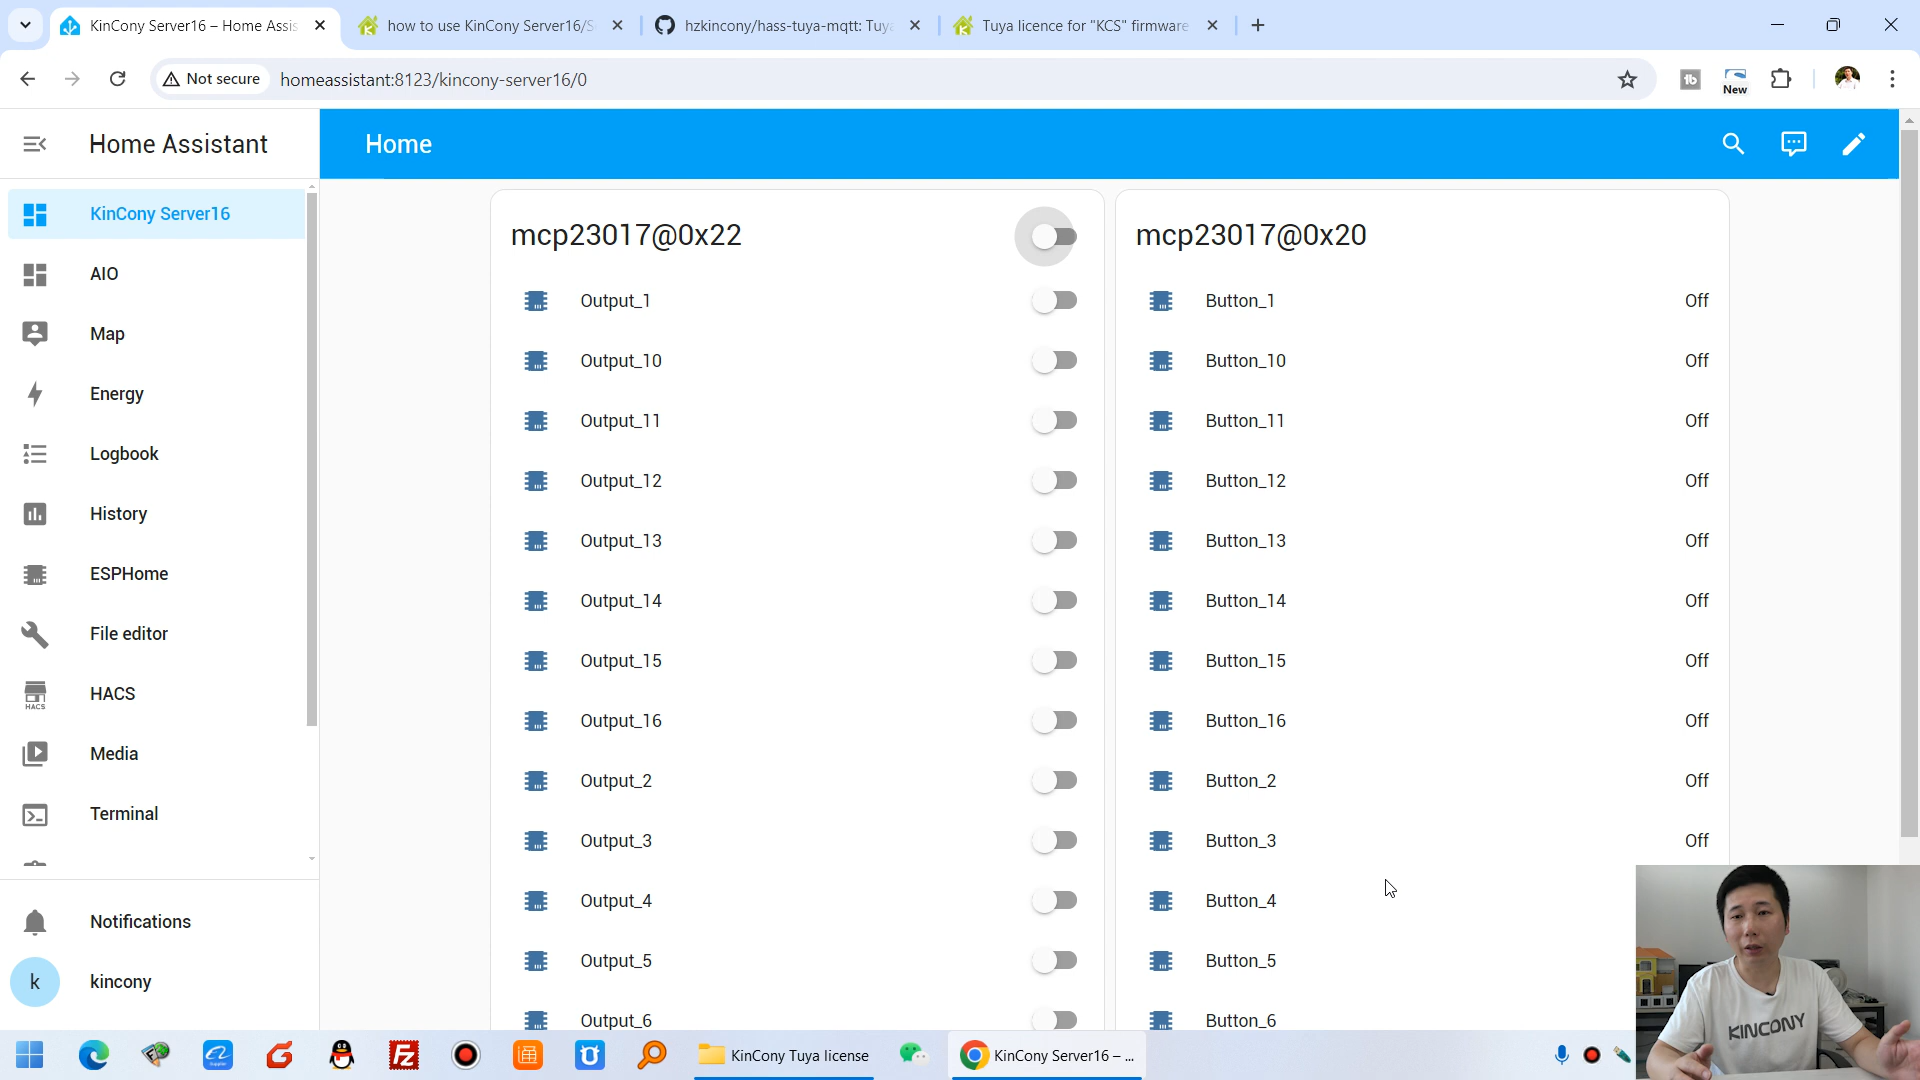 KinCony Server16 – Home Assis
how to use KinCony Server16/S
hzkincony/hass-tuya-mqtt: Tuya
Tuya licence for "KCS" firmware
Not secure
homeassistant:8123/kincony-server16/0
New
Home Assistant
Home
KinCony Server16
AIO
Map
Energy
Logbook
History
ESPHome
File editor
HACS
HACS
Media
Terminal
Notifications
k
kincony
mcp23017@0x22
Output_1
Output_10
Output_11
Output_12
Output_13
Output_14
Output_15
Output_16
Output_2
Output_3
Output_4
Output_5
Output_6
mcp23017@0x20
Button_1 Off
Button_10 Off
Button_11 Off
Button_12 Off
Button_13 Off
Button_14 Off
Button_15 Off
Button_16 Off
Button_2 Off
Button_3 Off
Button_4
Button_5
Button_6
KINCONY
KinCony Tuya license
KinCony Server16 – ...